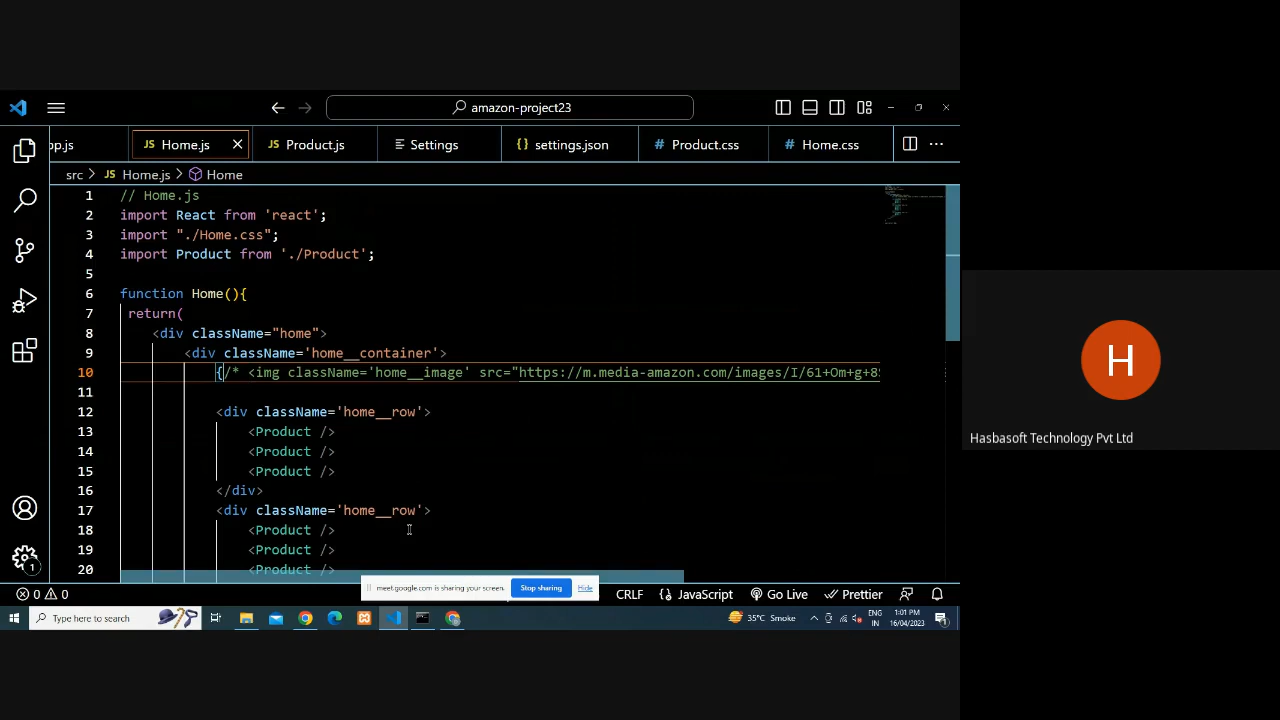 amazon-project23
pp.js
Home.js
Product.js
Settings
settings.json
Product.css
Home.css
src > Home.js > Home
1 // Home.js
2 import React from 'react';
3 import "./Home.css";
4 import Product from './Product';
5
6 function Home(){
7 return(
8 <div className="home">
9 <div className='home__container'>
10 {/* <img className='home__image' src="https://m.media-amazon.com/images/I/61+Om+g+8
11
12 <div className='home__row'>
13 <Product />
14 <Product />
15 <Product />
16 </div>
17 <div className='home__row'>
18 <Product />
19 <Product />
20 <Product />
H
Hasbasoft Technology Pvt Ltd
1
meet.google.com is sharing your screen.
Stop sharing
Hide
0 0
CRLF
{} JavaScript
Go Live
Prettier
Type here to search
35°C Smoke
ENG
IN
1:01 PM
16/04/2023